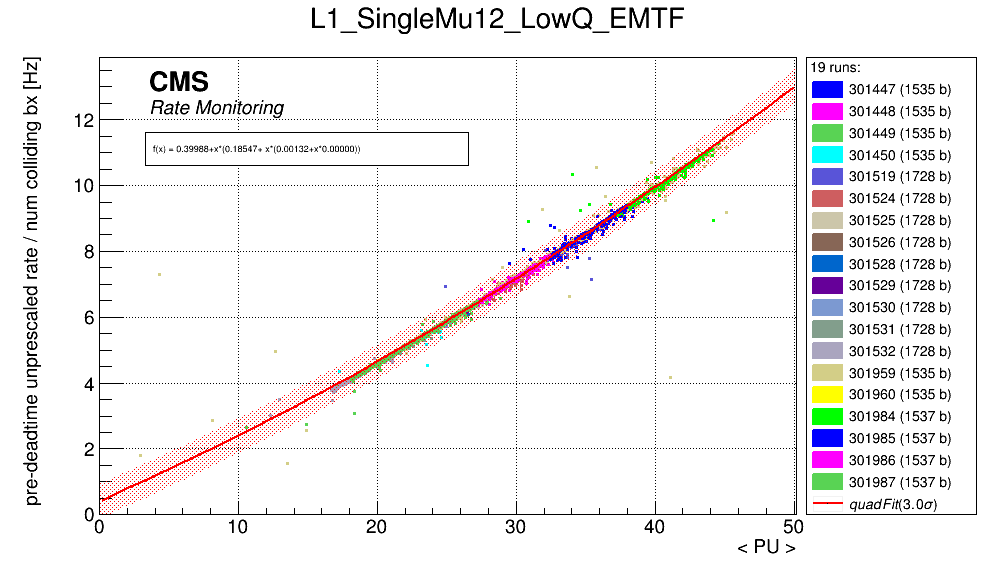 L1_SingleMu12_LowQ_EMTF
pre-deadtime unprescaled rate / num colliding bx [Hz]
CMS
Rate Monitoring
f(x) = 0.39988+x*(0.18547+ x*(0.00132+x*0.00000))
12
10
8
6
4
2
0
0 10 20 30 40 50
< PU >
19 runs:
301447 (1535 b)
301448 (1535 b)
301449 (1535 b)
301450 (1535 b)
301519 (1728 b)
301524 (1728 b)
301525 (1728 b)
301526 (1728 b)
301528 (1728 b)
301529 (1728 b)
301530 (1728 b)
301531 (1728 b)
301532 (1728 b)
301959 (1535 b)
301960 (1535 b)
301984 (1537 b)
301985 (1537 b)
301986 (1537 b)
301987 (1537 b)
quadFit(3.0σ)